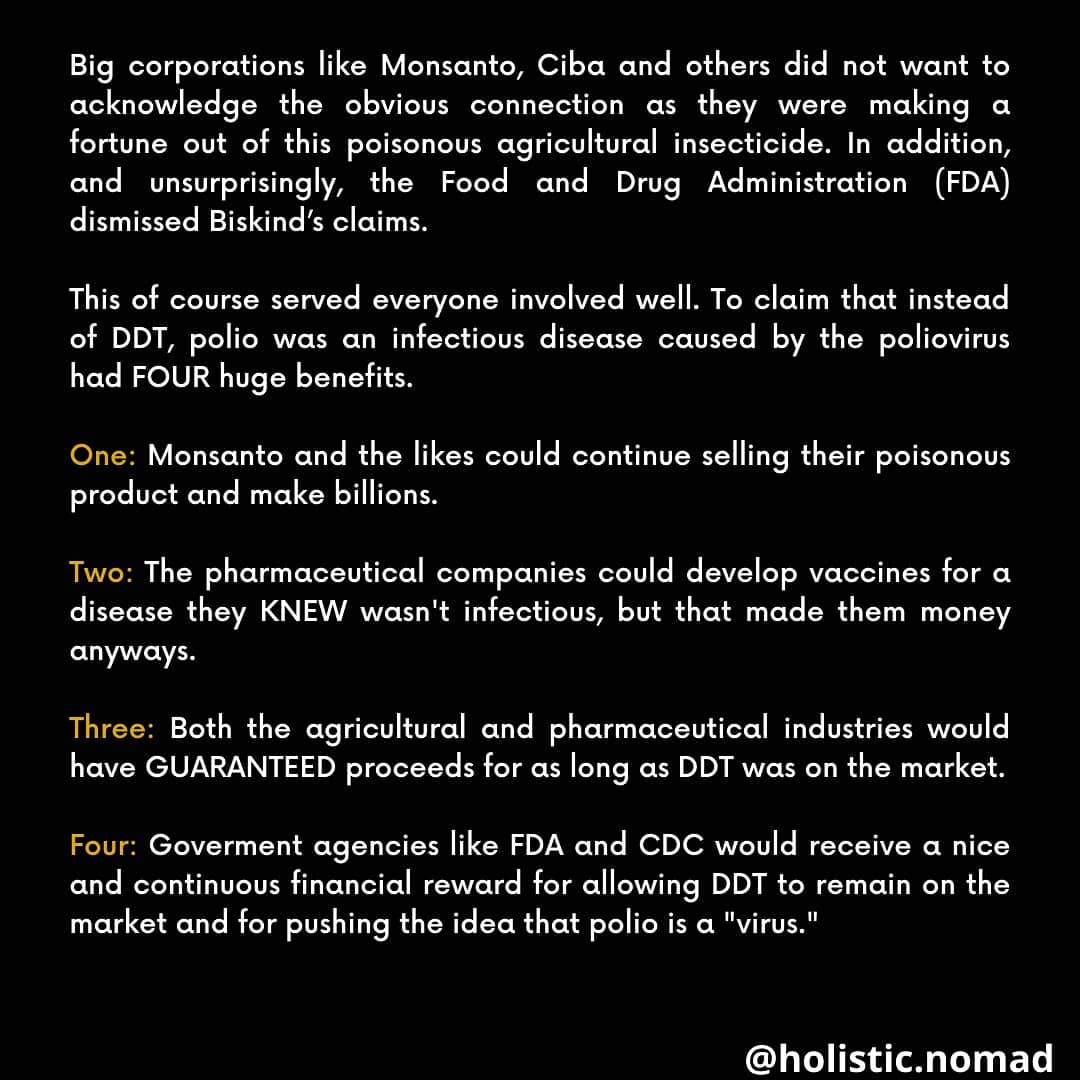 Big corporations like Monsanto, Ciba and others did not want to
acknowledge the obvious connection as they were making a
fortune out of this poisonous agricultural insecticide. In addition,
and unsurprisingly, the Food and Drug Administration (FDA)
dismissed Biskind’s claims.
This of course served everyone involved well. To claim that instead
of DDT, polio was an infectious disease caused by the poliovirus
had FOUR huge benefits.
One: Monsanto and the likes could continue selling their poisonous
product and make billions.
Two: The pharmaceutical companies could develop vaccines for a
disease they KNEW wasn't infectious, but that made them money
anyways.
Three: Both the agricultural and pharmaceutical industries would
have GUARANTEED proceeds for as long as DDT was on the market.
Four: Goverment agencies like FDA and CDC would receive a nice
and continuous financial reward for allowing DDT to remain on the
market and for pushing the idea that polio is a "virus."
@holistic.nomad